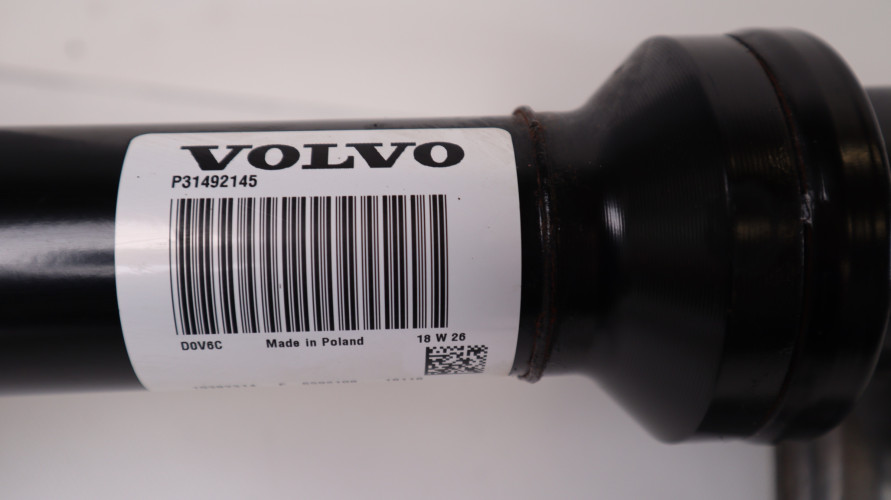 VOLVO
P31492145
D0V6C Made in Poland 18 W 26